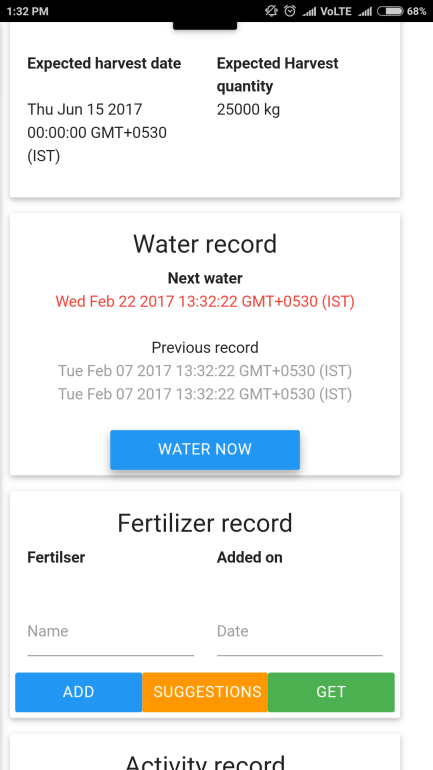 1:32 PM VoLTE 68%
Expected harvest date
Thu Jun 15 2017
00:00:00 GMT+0530
(IST)
Expected Harvest
quantity
25000 kg
Water record
Next water
Wed Feb 22 2017 13:32:22 GMT+0530 (IST)
Previous record
Tue Feb 07 2017 13:32:22 GMT+0530 (IST)
Tue Feb 07 2017 13:32:22 GMT+0530 (IST)
WATER NOW
Fertilizer record
Fertilser Added on
Name Date
ADD SUGGESTIONS GET
Activity record